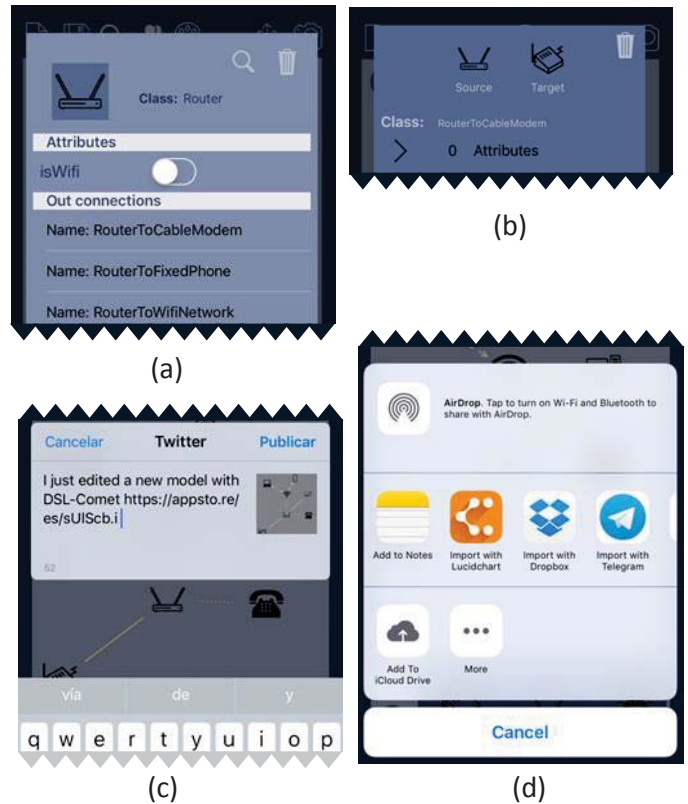 Class: Router
Attributes
isWifi
Out connections
Name: RouterToCableModem
Name: RouterToFixedPhone
Name: RouterToWifiNetwork
(a)
Source Target
Class: RouterToCableModem
0 Attributes
(b)
Cancelar Twitter Publicar
I just edited a new model with
DSL-Comet https://appsto.re/
es/sUlScb.i
52
vía de y
q w e r t y u i o p
(c)
AirDrop. Tap to turn on Wi-Fi and Bluetooth to
share with AirDrop.
Add to Notes Import with Lucidchart Import with Dropbox Import with Telegram
Add To iCloud Drive More
Cancel
(d)